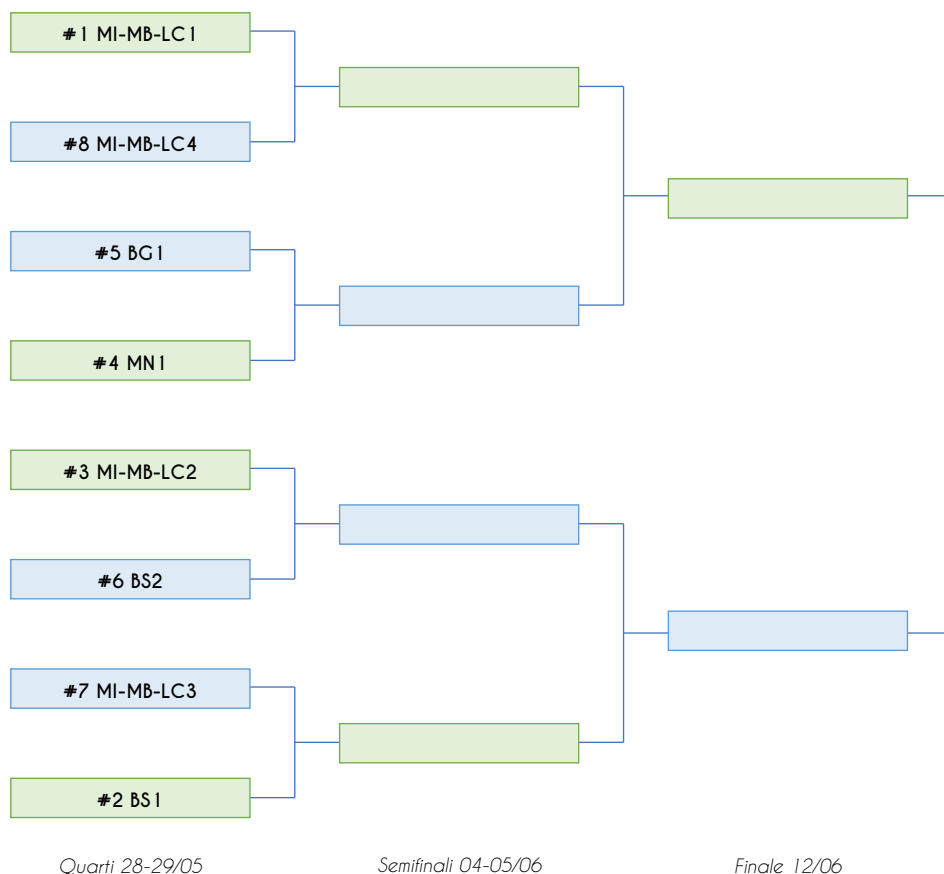 #1 MI-MB-LC1
#8 MI-MB-LC4
#5 BG1
#4 MN1
#3 MI-MB-LC2
#6 BS2
#7 MI-MB-LC3
#2 BS1
Quarti 28-29/05
Semifinali 04-05/06
Finale 12/06